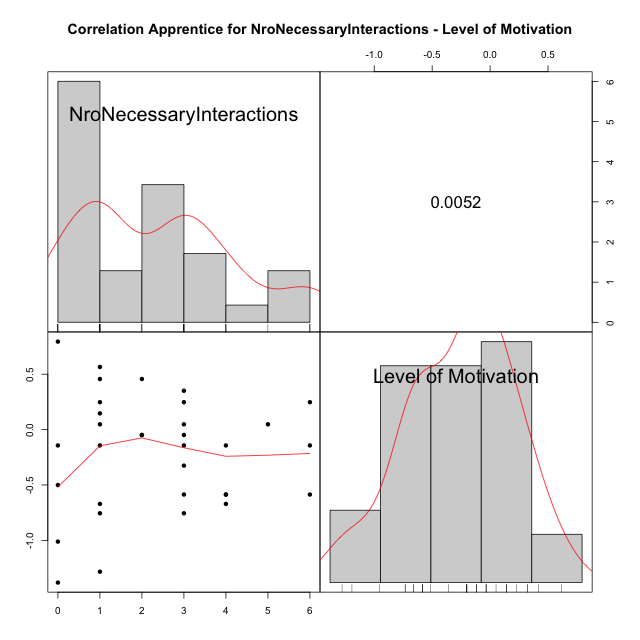 Correlation Apprentice for NroNecessaryInteractions - Level of Motivation
-1.0 -0.5 0.0 0.5
NroNecessaryInteractions
0.0052
6
5
4
3
2
1
0
Level of Motivation
0.5
0.0
-0.5
-1.0
0 1 2 3 4 5 6